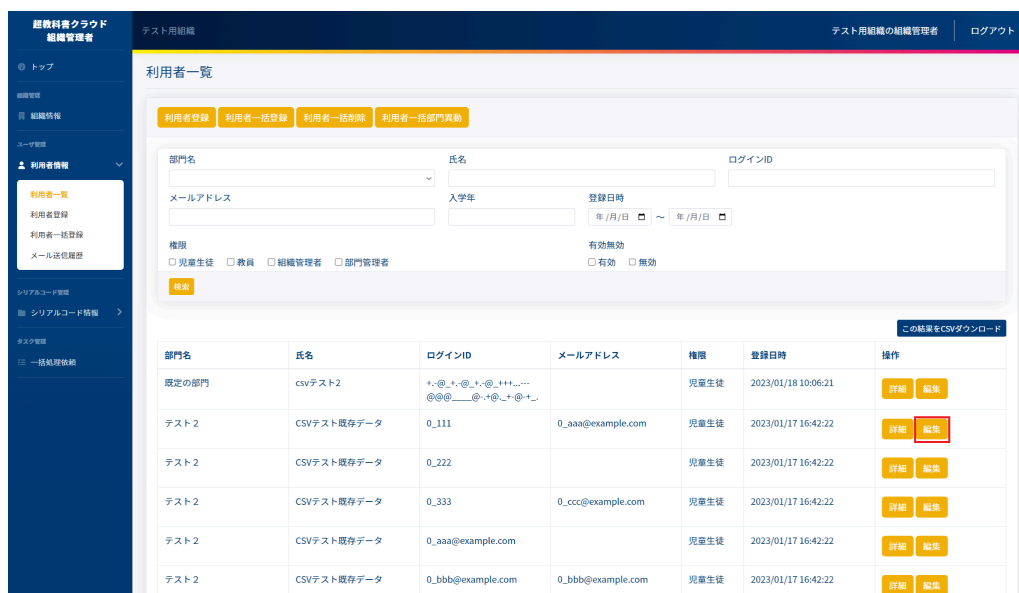 超教科書クラウド
組織管理者
テスト用組織
テスト用組織の組織管理者
ログアウト
トップ
組織管理
組織情報
ユーザ管理
利用者情報
利用者一覧
利用者登録
利用者一括登録
メール送信履歴
シリアルコード管理
シリアルコード情報
タスク管理
一括処理依頼
利用者一覧
利用者登録 利用者一括登録 利用者一括削除 利用者一括部門異動
部門名 氏名 ログインID
メールアドレス 入学年 登録日時
年/月/日 ～ 年/月/日
権限 有効無効
児童生徒 教員 組織管理者 部門管理者 有効 無効
検索
この結果をCSVダウンロード
部門名 氏名 ログインID メールアドレス 権限 登録日時 操作
既定の部門 csvテスト2 +.-@_+.-@_+.-@_+++...--- 児童生徒 2023/01/18 10:06:21 詳細 編集
@@@____@-.+@._+-@-+_.
テスト2 CSVテスト既存データ 0_111 0_aaa@example.com 児童生徒 2023/01/17 16:42:22 詳細 編集
テスト2 CSVテスト既存データ 0_222 児童生徒 2023/01/17 16:42:22 詳細 編集
テスト2 CSVテスト既存データ 0_333 0_ccc@example.com 児童生徒 2023/01/17 16:42:22 詳細 編集
テスト2 CSVテスト既存データ 0_aaa@example.com 児童生徒 2023/01/17 16:42:22 詳細 編集
テスト2 CSVテスト既存データ 0_bbb@example.com 0_bbb@example.com 児童生徒 2023/01/17 16:42:22 詳細 編集